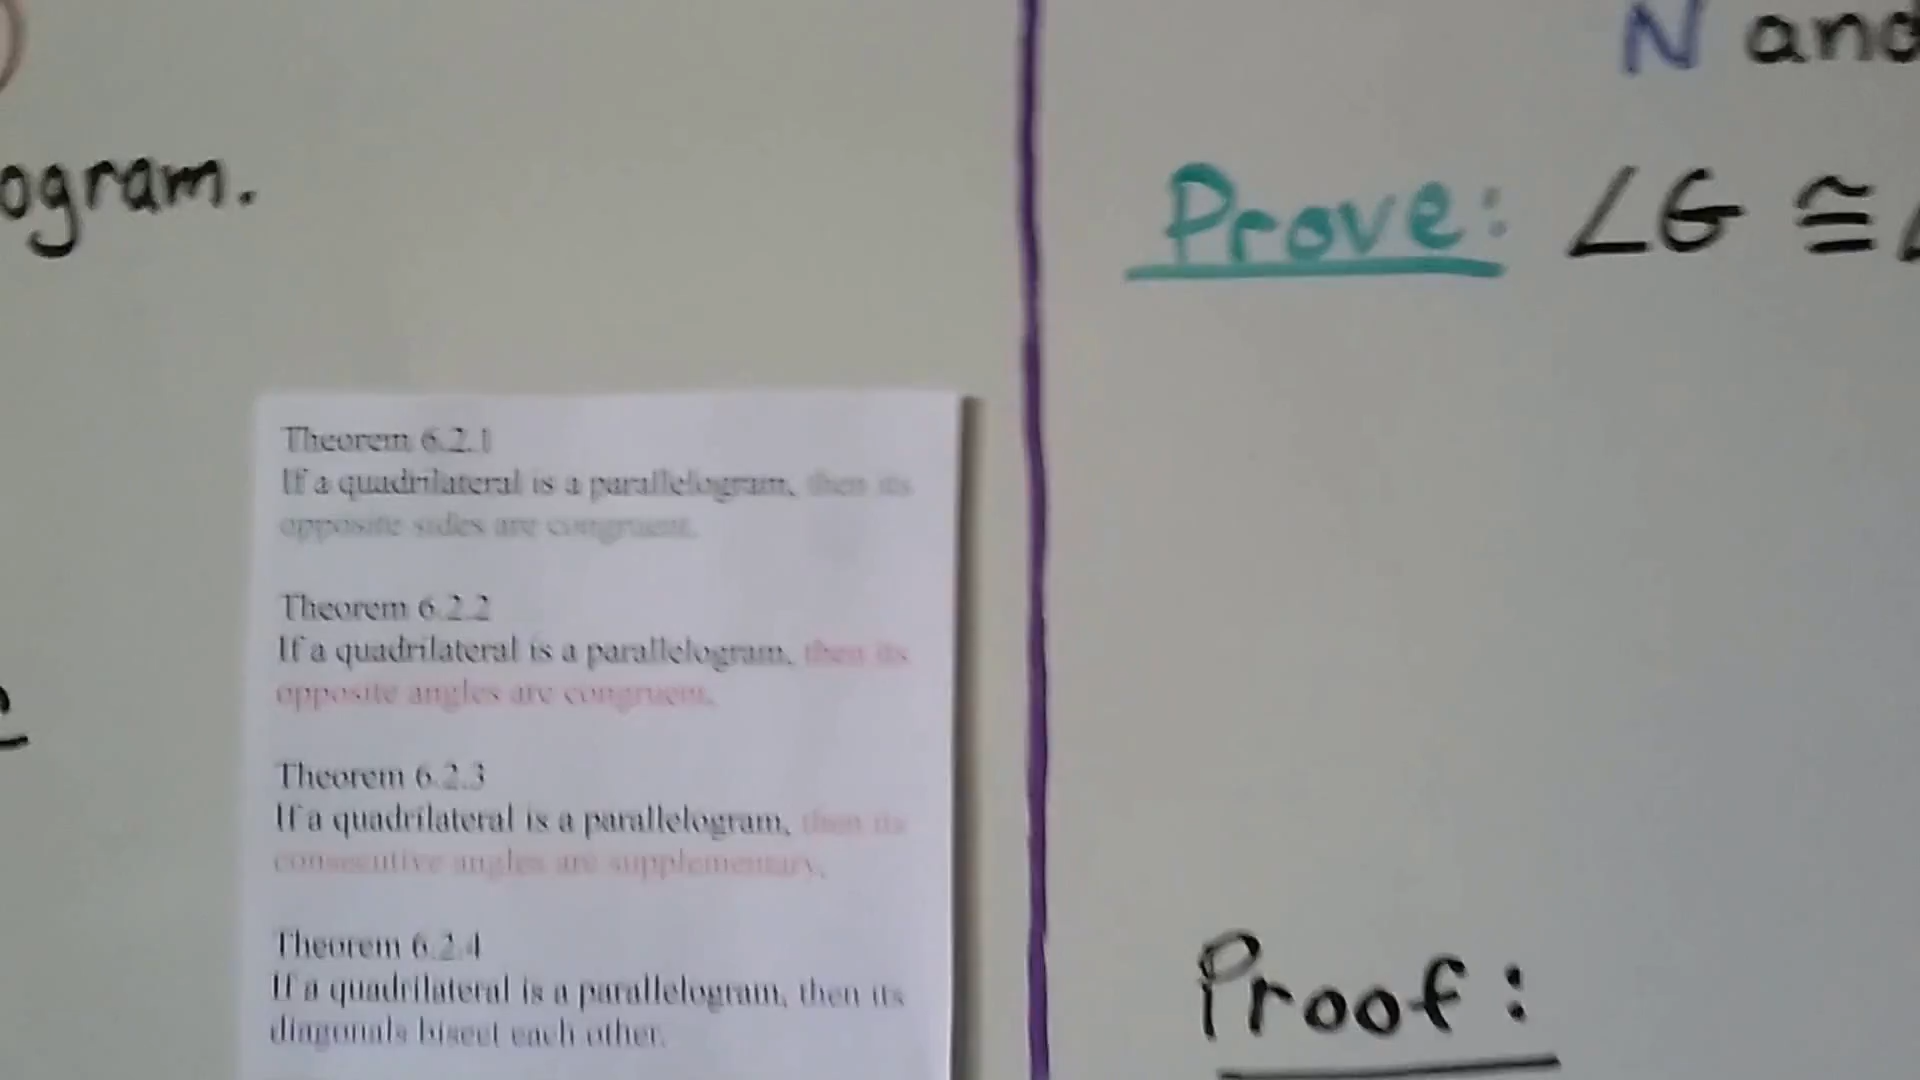 ogram.
Theorem 6.2.1
If a quadrilateral is a parallelogram, then its
opposite sides are congruent.
Theorem 6.2.2
If a quadrilateral is a parallelogram, then its
opposite angles are congruent.
Theorem 6.2.3
If a quadrilateral is a parallelogram, then its
consecutive angles are supplementary.
Theorem 6.2.4
If a quadrilateral is a parallelogram, then its
diagonals bisect each other.
N and
Prove: ∠G ≅ ∠
Proof: